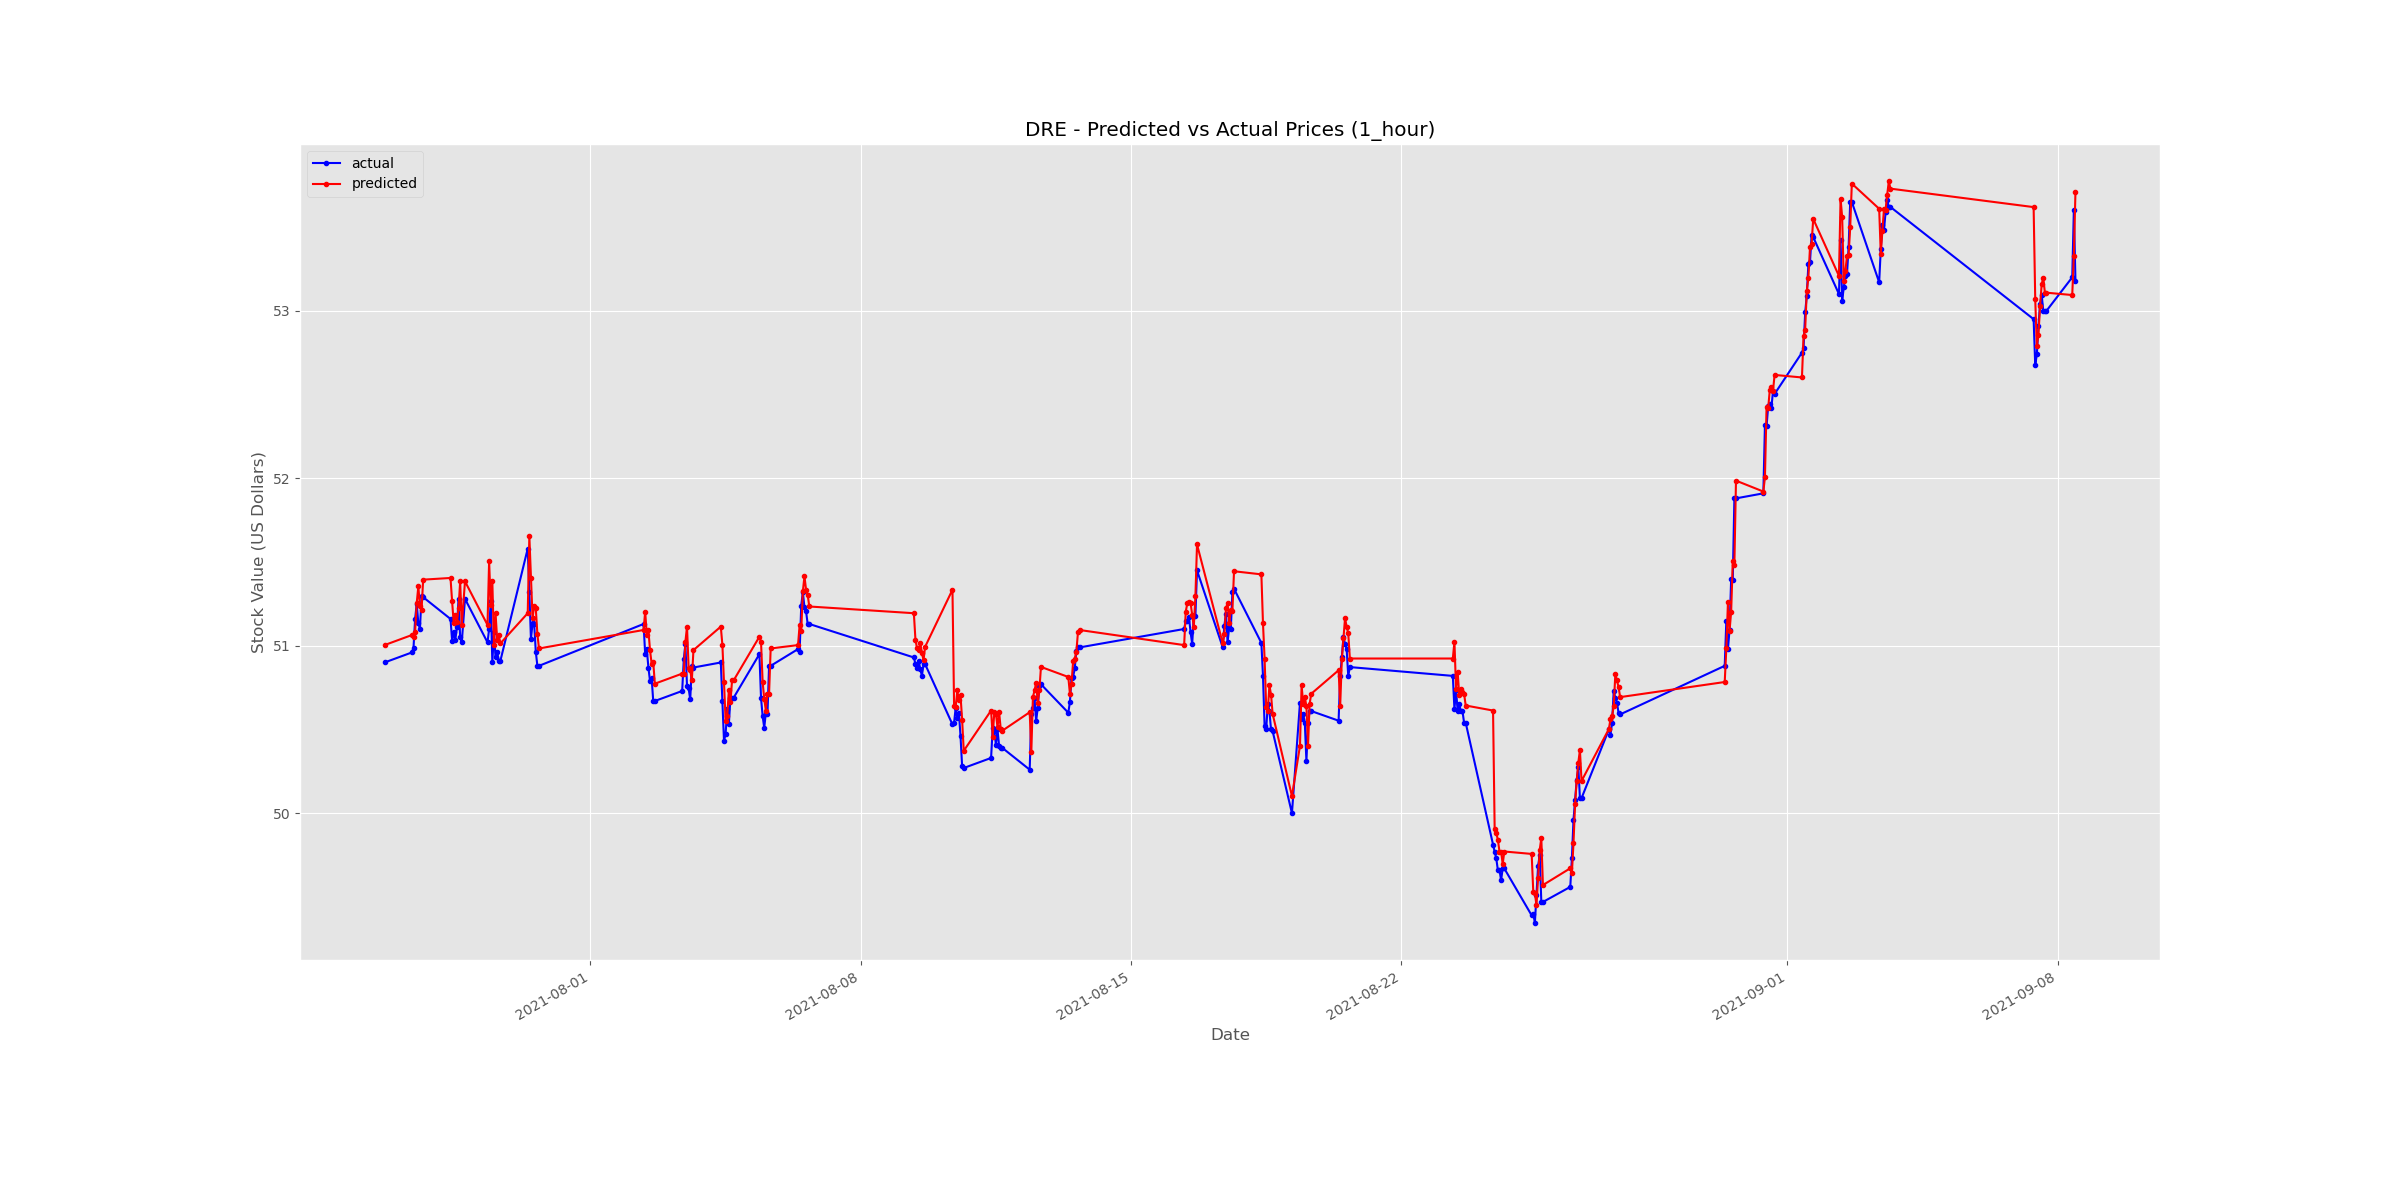 DRE - Predicted vs Actual Prices (1_hour)
actual
predicted
Stock Value (US Dollars)
53
52
51
50
2021-08-01
2021-08-08
2021-08-15
2021-08-22
2021-09-01
2021-09-08
Date